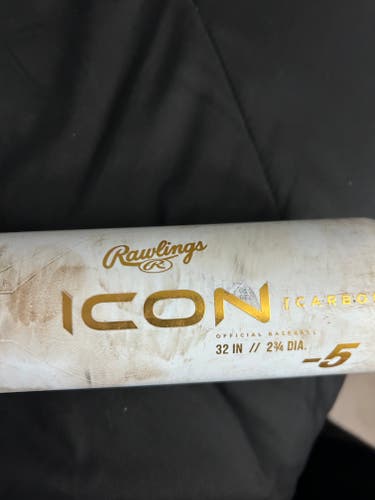 Rawlings
R
ICON
OFFICIAL BASEBALL
32 IN // 2¾ DIA.
-5